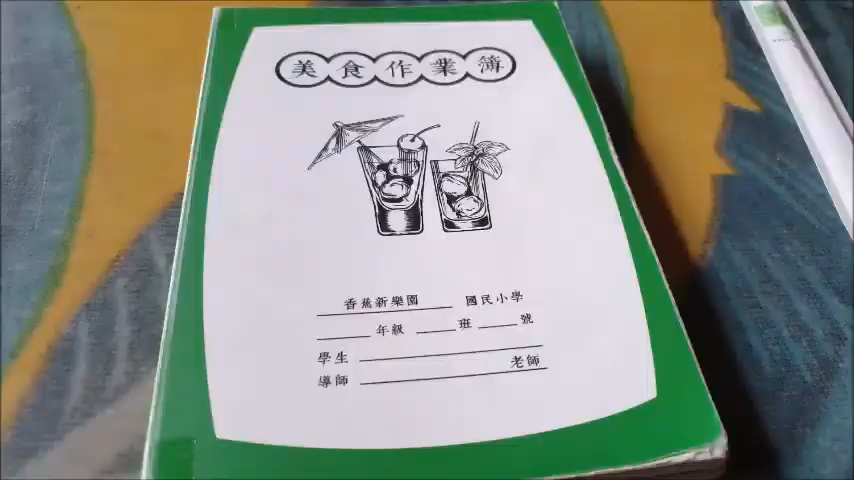 美食作業簿
香蕉新樂園 國民小學
年級 班 號
學生
導師 老師